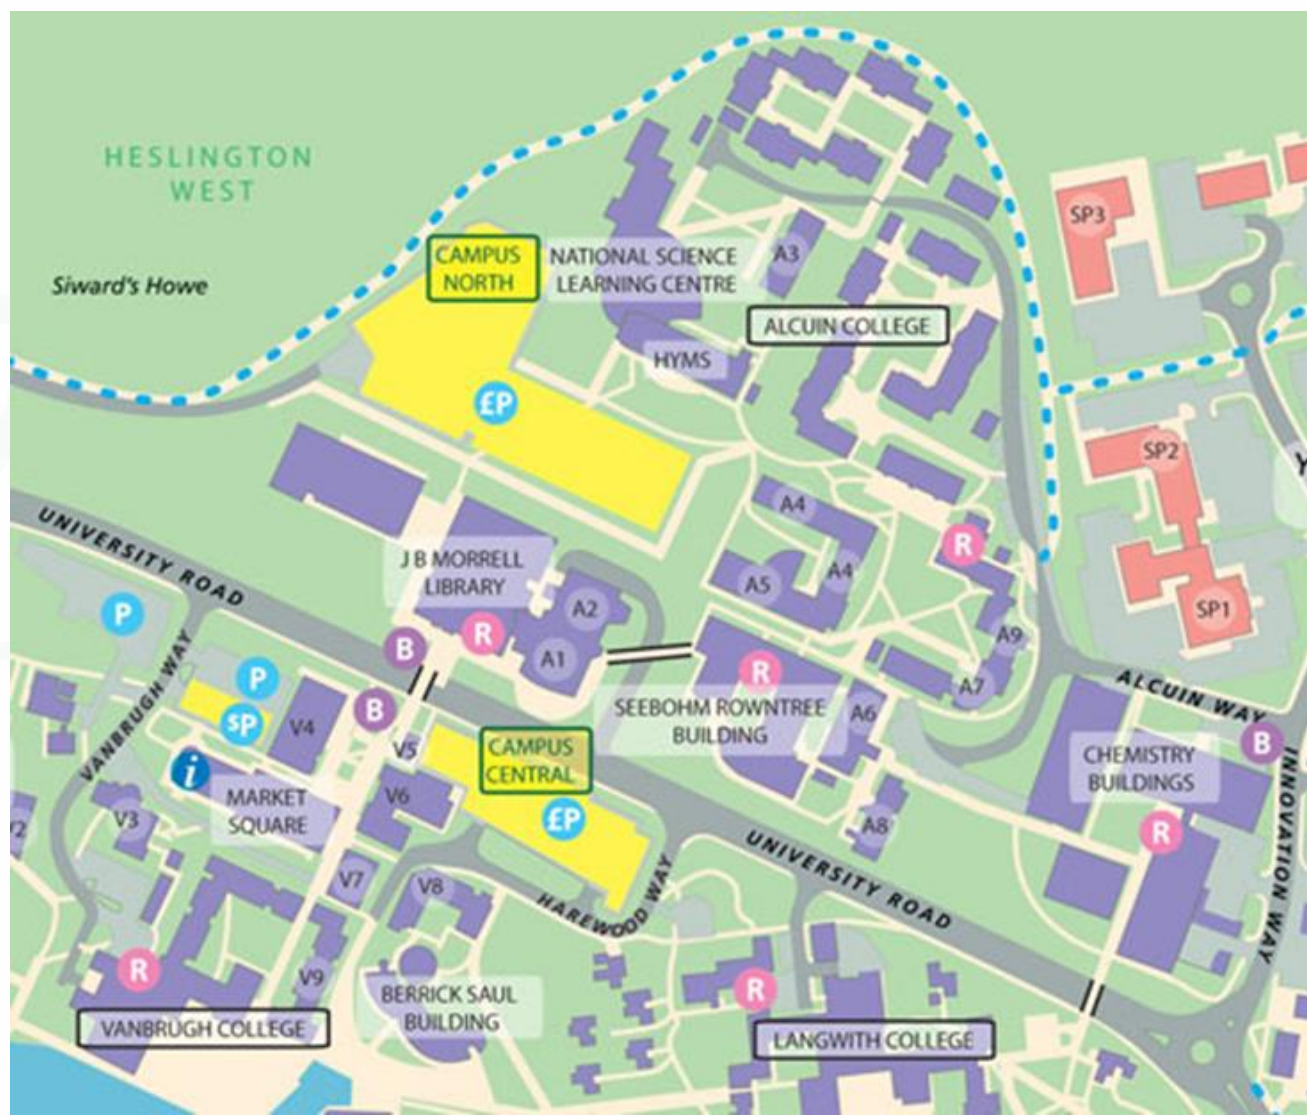 HESLINGTON
WEST
Siward's Howe
CAMPUS
NORTH
NATIONAL SCIENCE
LEARNING CENTRE
A3
SP3
ALCUIN COLLEGE
HYMS
£P
SP2
Y
A4
R
J B MORRELL
LIBRARY
A2
A5
A4
SP1
UNIVERSITY ROAD
P
R
B
A1
R
A9
P
SP
B
V4
V5
SEEBOHM ROWNTREE
BUILDING
A6
A7
ALCUIN WAY
B
VANBRUGH WAY
i
CAMPUS
CENTRAL
£P
CHEMISTRY
BUILDINGS
MARKET
SQUARE
V6
V3
V2
A8
R
UNIVERSITY ROAD
INNOVATION WAY
V7
V8
HAREWOOD WAY
R
V9
R
BERRICK SAUL
BUILDING
VANBRUGH COLLEGE
LANGWITH COLLEGE